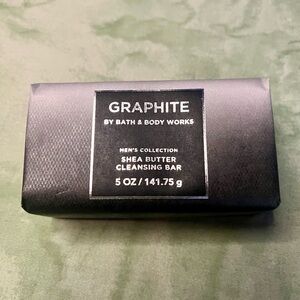 GRAPHITE
BY BATH & BODY WORKS
MEN'S COLLECTION
SHEA BUTTER
CLEANSING BAR
5 OZ / 141.75 g